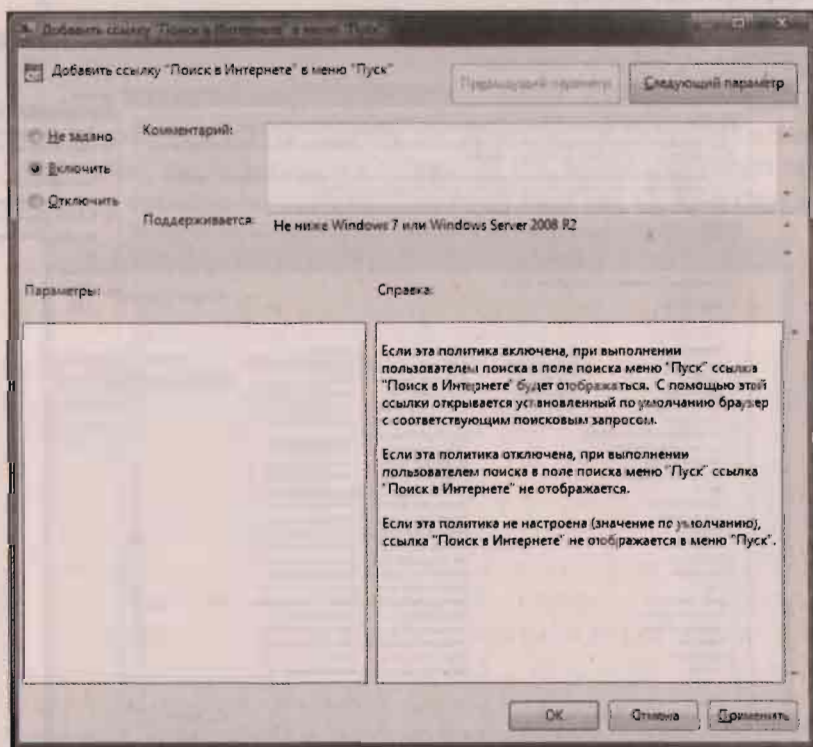 Добавить ссылку "Поиск в Интернете" в меню "Пуск"
Добавить ссылку "Поиск в Интернете" в меню "Пуск"
Предыдущий параметр
Следующий параметр
Не задано
Комментарий:
Включить
Отключить
Поддерживается:
Не ниже Windows 7 или Windows Server 2008 R2
Параметры:
Справка:
Если эта политика включена, при выполнении
пользователем поиска в поле поиска меню "Пуск" ссылка
"Поиск в Интернете" будет отображаться. С помощью этой
ссылки открывается установленный по умолчанию браузер
с соответствующим поисковым запросом.
Если эта политика отключена, при выполнении
пользователем поиска в поле поиска меню "Пуск" ссылка
"Поиск в Интернете" не отображается.
Если эта политика не настроена (значение по умолчанию),
ссылка "Поиск в Интернете" не отображается в меню "Пуск".
ОК
Отмена
Применить